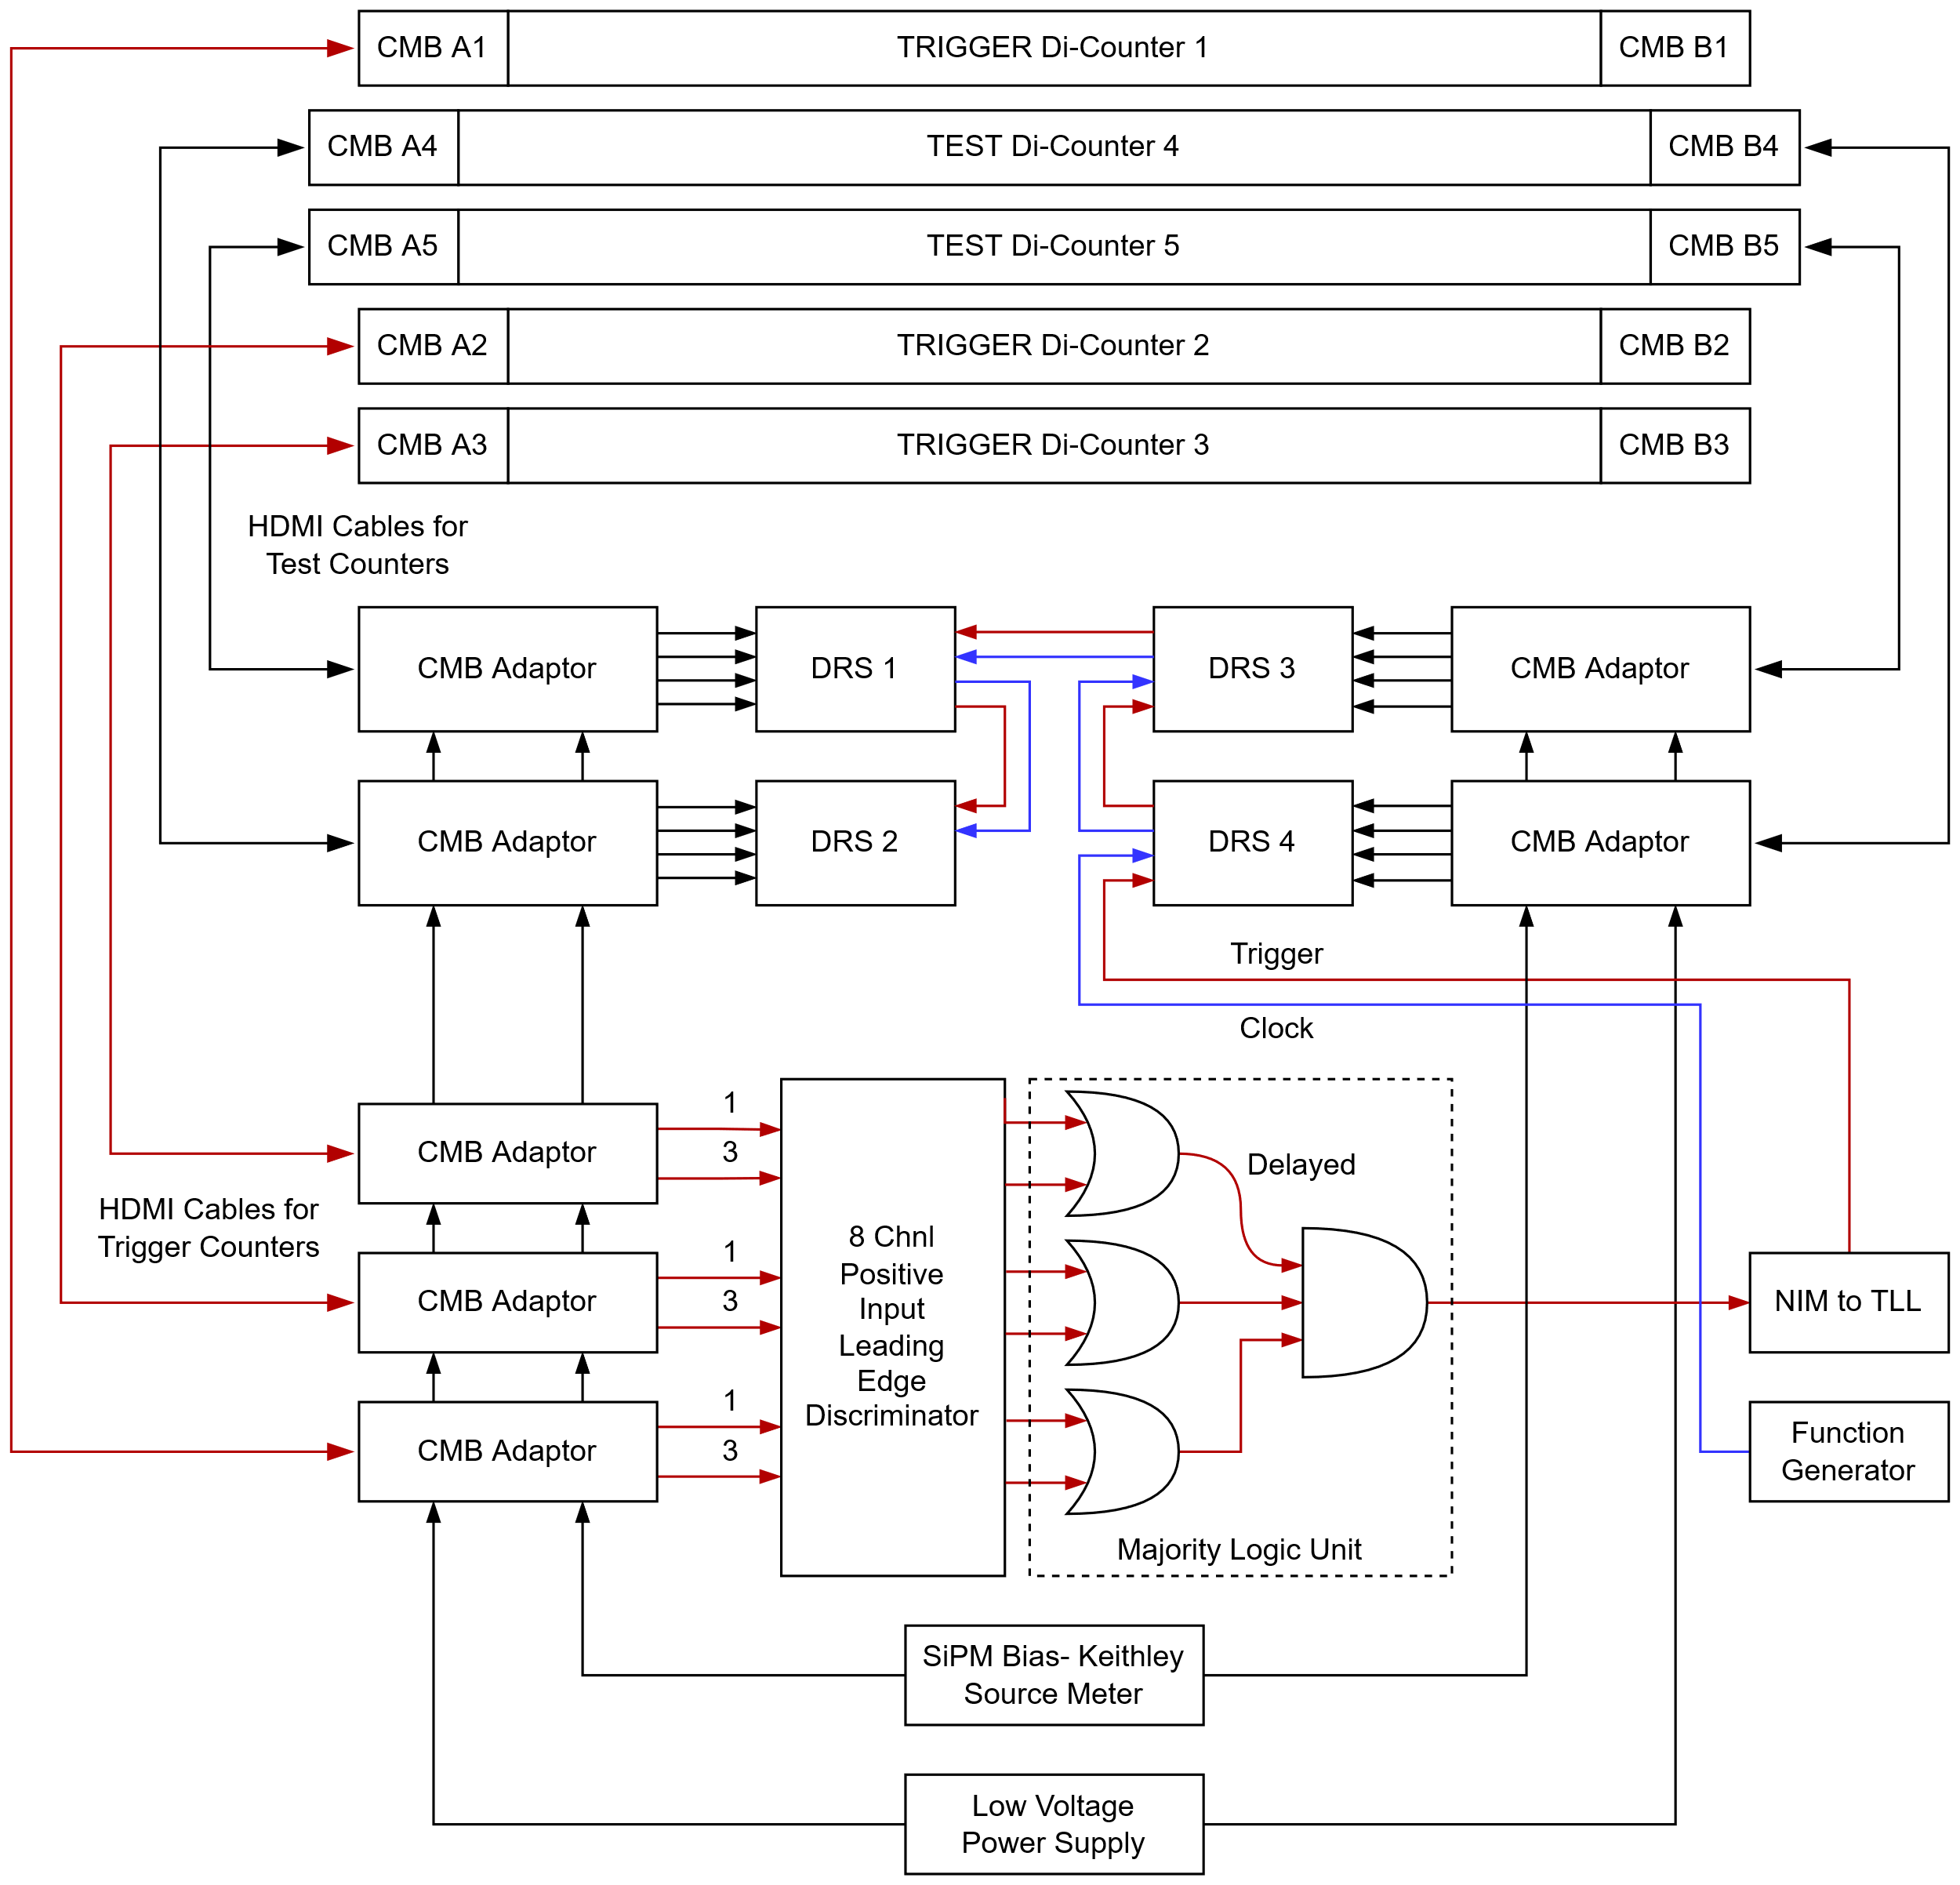 CMB A1
TRIGGER Di-Counter 1
CMB B1
CMB A4
TEST Di-Counter 4
CMB B4
CMB A5
TEST Di-Counter 5
CMB B5
CMB A2
TRIGGER Di-Counter 2
CMB B2
CMB A3
TRIGGER Di-Counter 3
CMB B3
HDMI Cables for
Test Counters
CMB Adaptor
DRS 1
DRS 3
CMB Adaptor
CMB Adaptor
DRS 2
DRS 4
CMB Adaptor
Trigger
Clock
CMB Adaptor
1
3
HDMI Cables for
Trigger Counters
CMB Adaptor
1
3
CMB Adaptor
1
3
8 Chnl
Positive
Input
Leading
Edge
Discriminator
Delayed
Majority Logic Unit
NIM to TLL
Function
Generator
SiPM Bias- Keithley
Source Meter
Low Voltage
Power Supply